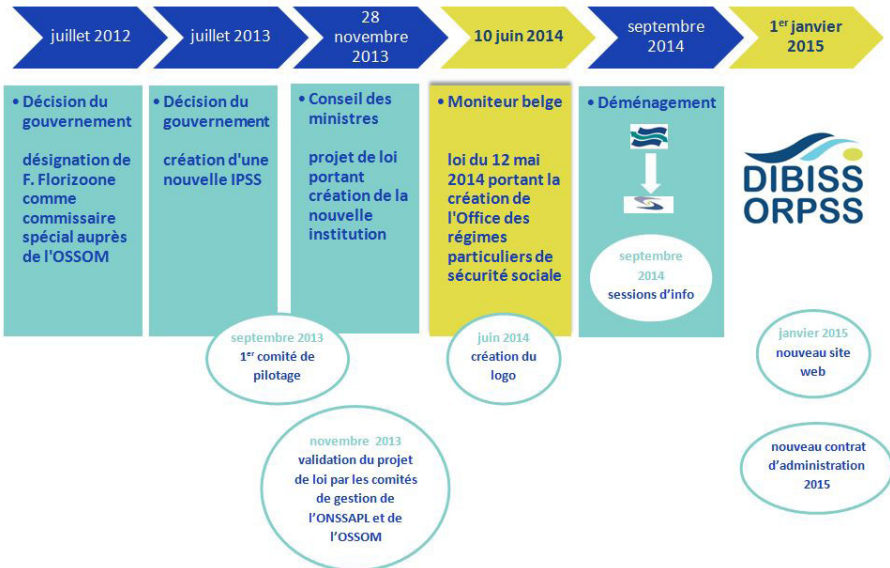 juillet 2012
juillet 2013
28
novembre
2013
10 juin 2014
septembre
2014
1er janvier
2015
• Décision du
gouvernement
désignation de
F. Florizoone
comme
commissaire
spécial auprès
de l'OSSOM
• Décision du
gouvernement
création d'une
nouvelle IPSS
• Conseil des
ministres
projet de loi
portant
création de la
nouvelle
institution
• Moniteur belge
loi du 12 mai
2014 portant la
création de
l'Office des
régimes
particuliers de
sécurité sociale
• Déménagement
septembre
2014
sessions d'info
DIBISS
ORPSS
septembre 2013
1er comité de
pilotage
juin 2014
création du
logo
janvier 2015
nouveau site
web
novembre 2013
validation du projet
de loi par les comités
de gestion de
l'ONSSAPL et de
l'OSSOM
nouveau contrat
d'administration
2015